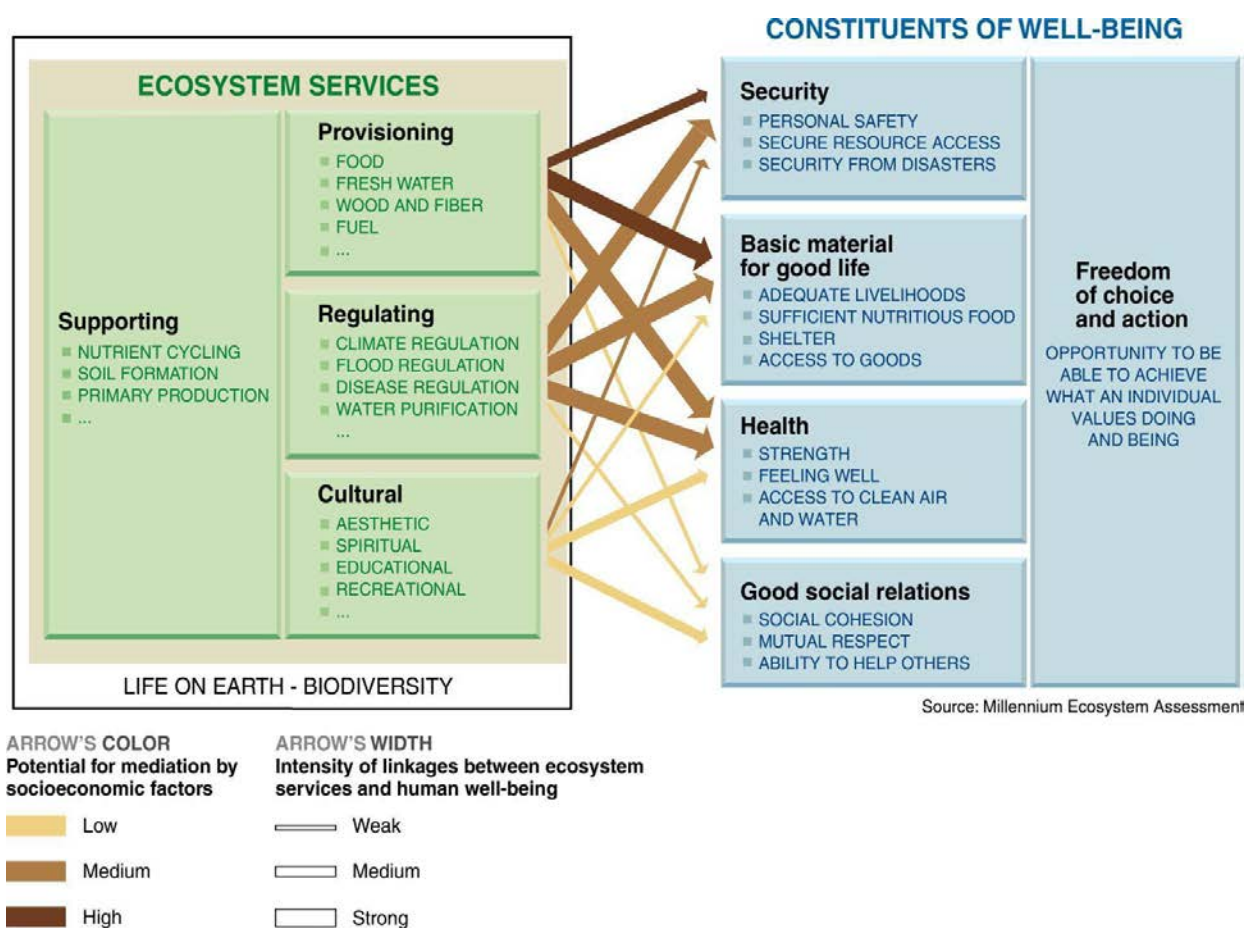 CONSTITUENTS OF WELL-BEING
ECOSYSTEM SERVICES
Supporting
NUTRIENT CYCLING
SOIL FORMATION
PRIMARY PRODUCTION
...
Provisioning
FOOD
FRESH WATER
WOOD AND FIBER
FUEL
...
Regulating
CLIMATE REGULATION
FLOOD REGULATION
DISEASE REGULATION
WATER PURIFICATION
...
Cultural
AESTHETIC
SPIRITUAL
EDUCATIONAL
RECREATIONAL
...
LIFE ON EARTH - BIODIVERSITY
Security
PERSONAL SAFETY
SECURE RESOURCE ACCESS
SECURITY FROM DISASTERS
Basic material
for good life
ADEQUATE LIVELIHOODS
SUFFICIENT NUTRITIOUS FOOD
SHELTER
ACCESS TO GOODS
Health
STRENGTH
FEELING WELL
ACCESS TO CLEAN AIR
AND WATER
Good social relations
SOCIAL COHESION
MUTUAL RESPECT
ABILITY TO HELP OTHERS
Freedom
of choice
and action
OPPORTUNITY TO BE
ABLE TO ACHIEVE
WHAT AN INDIVIDUAL
VALUES DOING
AND BEING
Source: Millennium Ecosystem Assessment
ARROW'S COLOR
Potential for mediation by
socioeconomic factors
Low
Medium
High
ARROW'S WIDTH
Intensity of linkages between ecosystem
services and human well-being
Weak
Medium
Strong